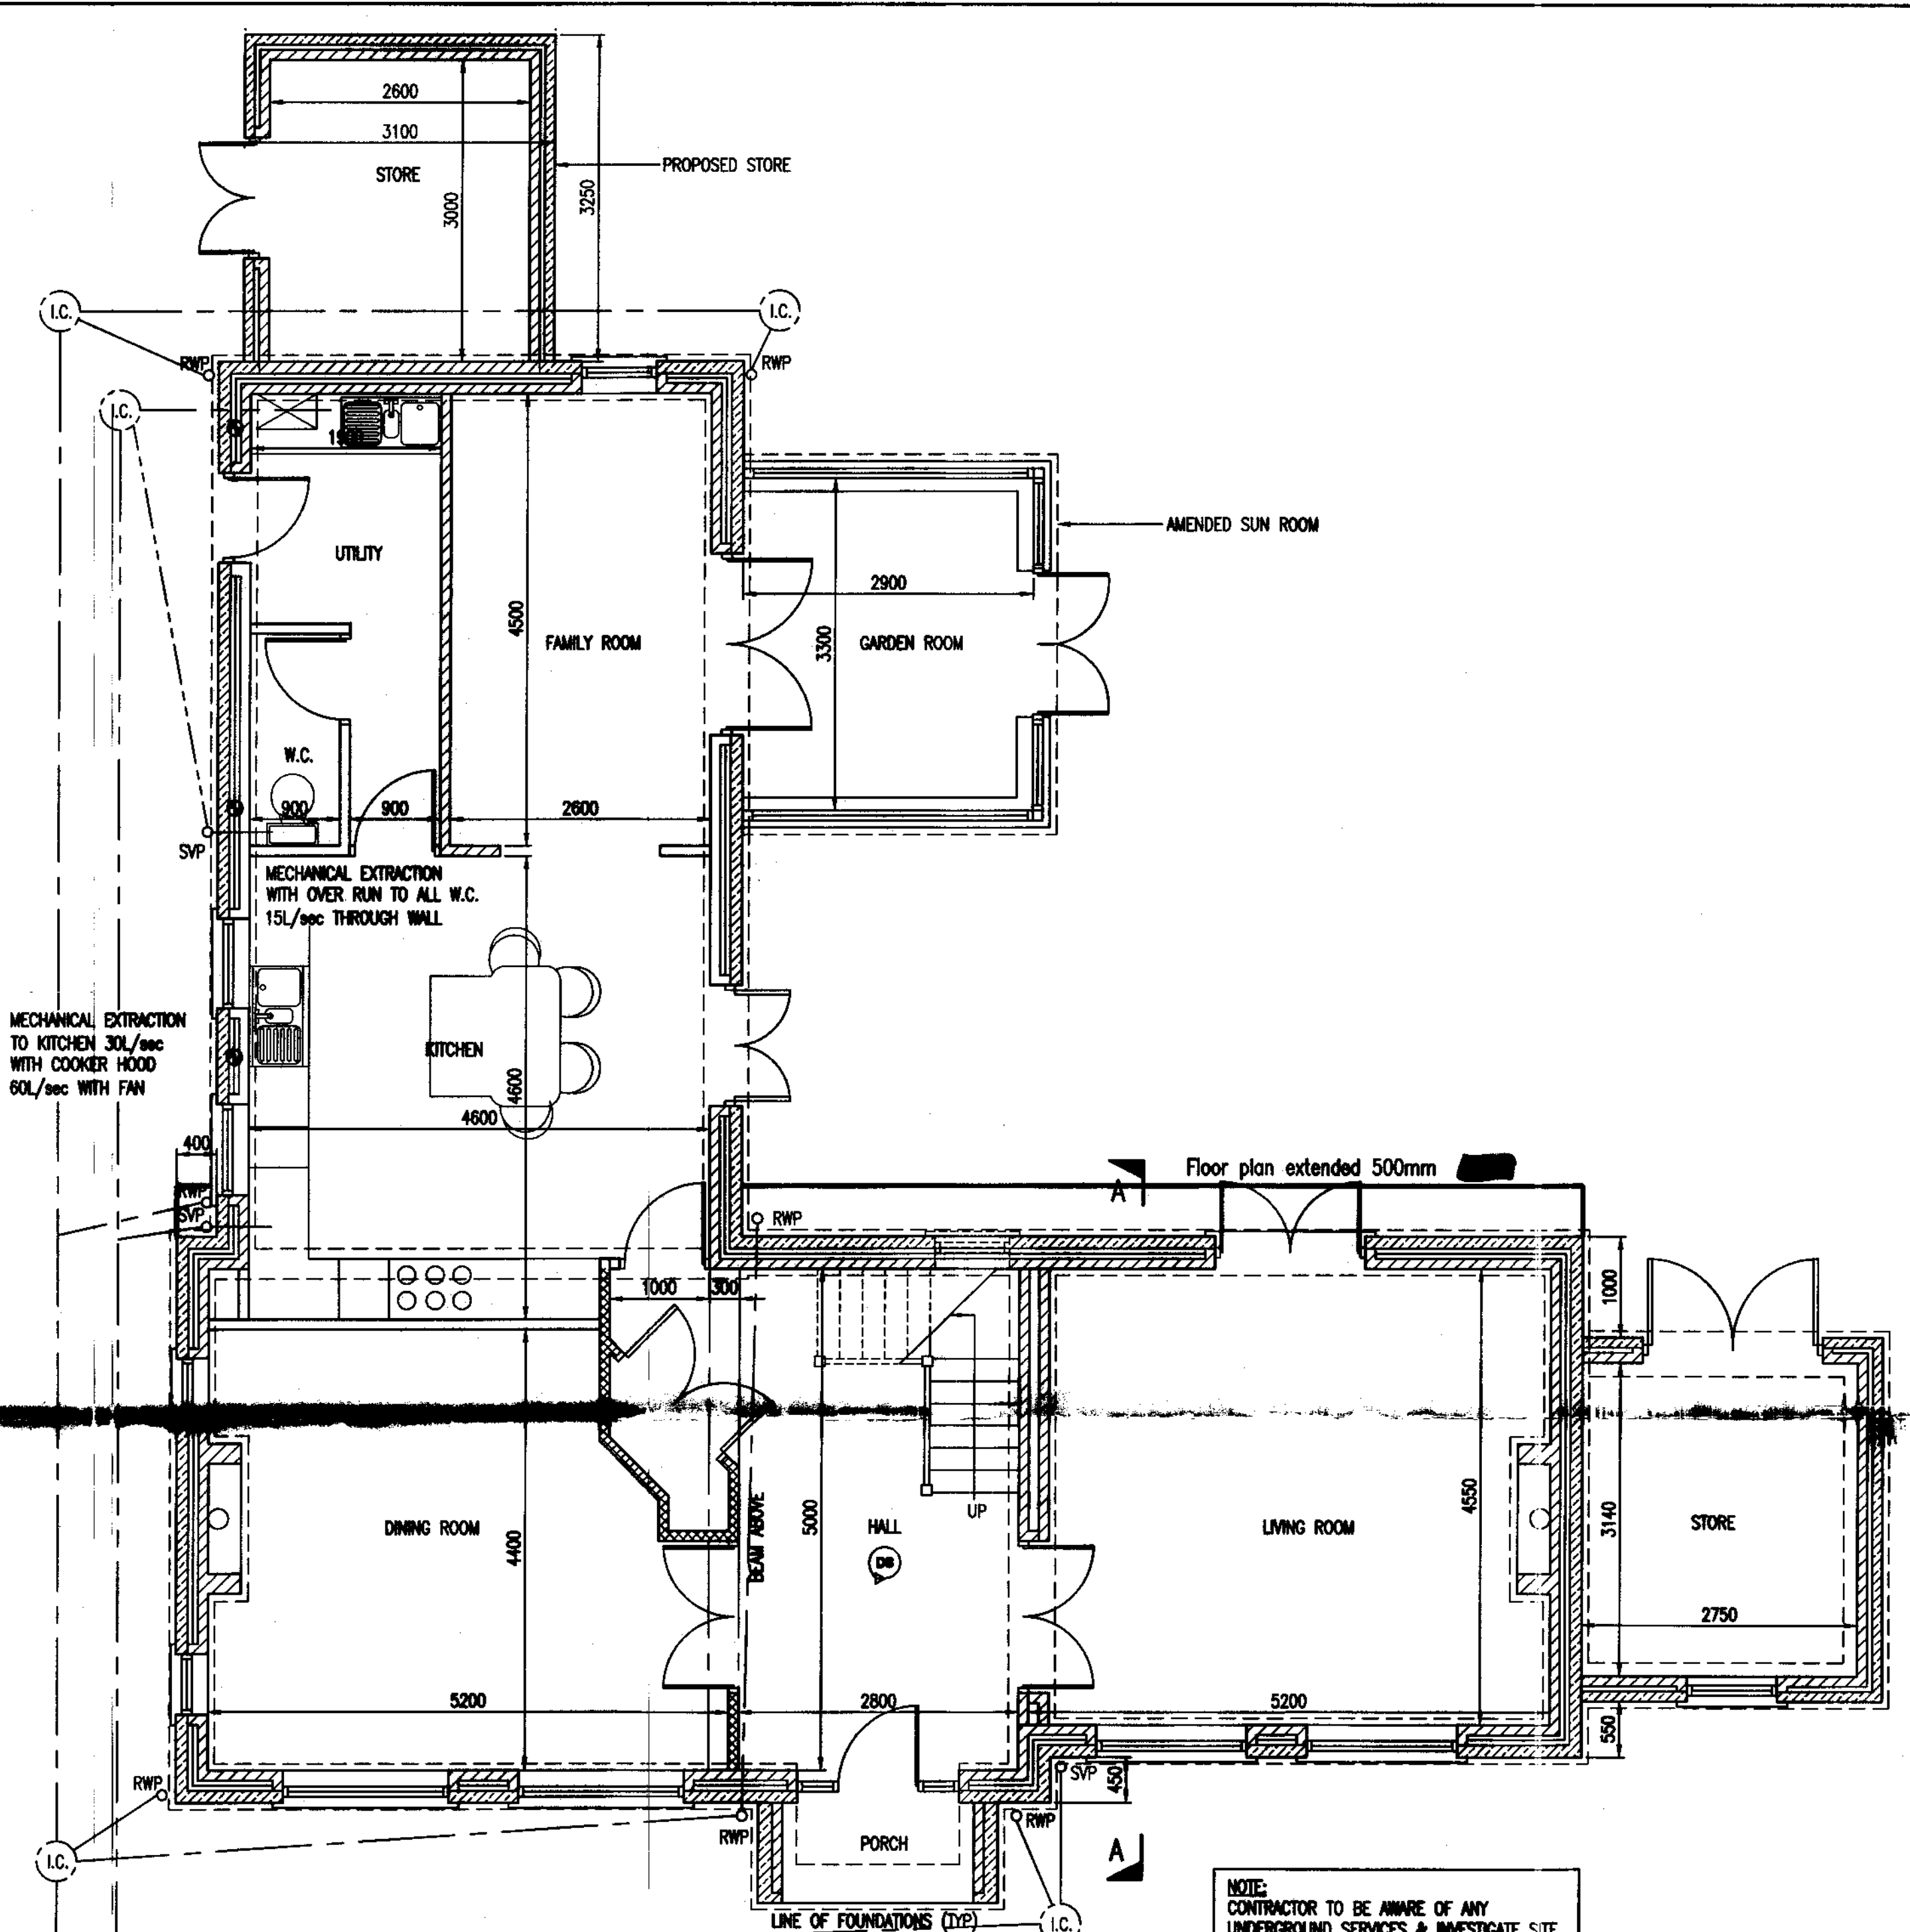 2600
3100
STORE
PROPOSED STORE
3000
3250
I.C.
I.C.
RWP
RWP
I.C.
UTILITY
AMENDED SUN ROOM
2900
4500
FAMILY ROOM
3300
GARDEN ROOM
W.C.
900
900
2600
SVP
MECHANICAL EXTRACTION
WITH OVER RUN TO ALL W.C.
15L/sec THROUGH WALL
MECHANICAL EXTRACTION
TO KITCHEN 30L/sec
WITH COOKER HOOD
60L/sec WITH FAN
KITCHEN
4600
4600
400
Floor plan extended 500mm
A
RWP
SVP
RWP
1000
300
1000
DINING ROOM
4400
BEAM ABOVE
5000
HALL
UP
DS
LIVING ROOM
4550
3140
STORE
2750
5200
2800
5200
550
RWP
SVP
450
RWP
RWP
PORCH
A
I.C.
LINE OF FOUNDATIONS (TYP)
I.C.
NOTE:
CONTRACTOR TO BE AWARE OF ANY
UNDERGROUND SERVICES & INVESTIGATE SITE